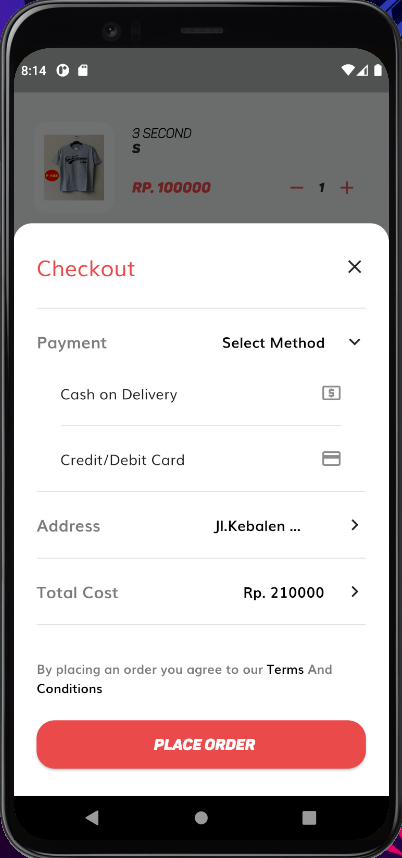 8:14
3 SECOND
S
RP. 100000
1
Checkout
Payment Select Method
Cash on Delivery
Credit/Debit Card
Address Jl.Kebalen ...
Total Cost Rp. 210000
By placing an order you agree to our Terms And
Conditions
PLACE ORDER